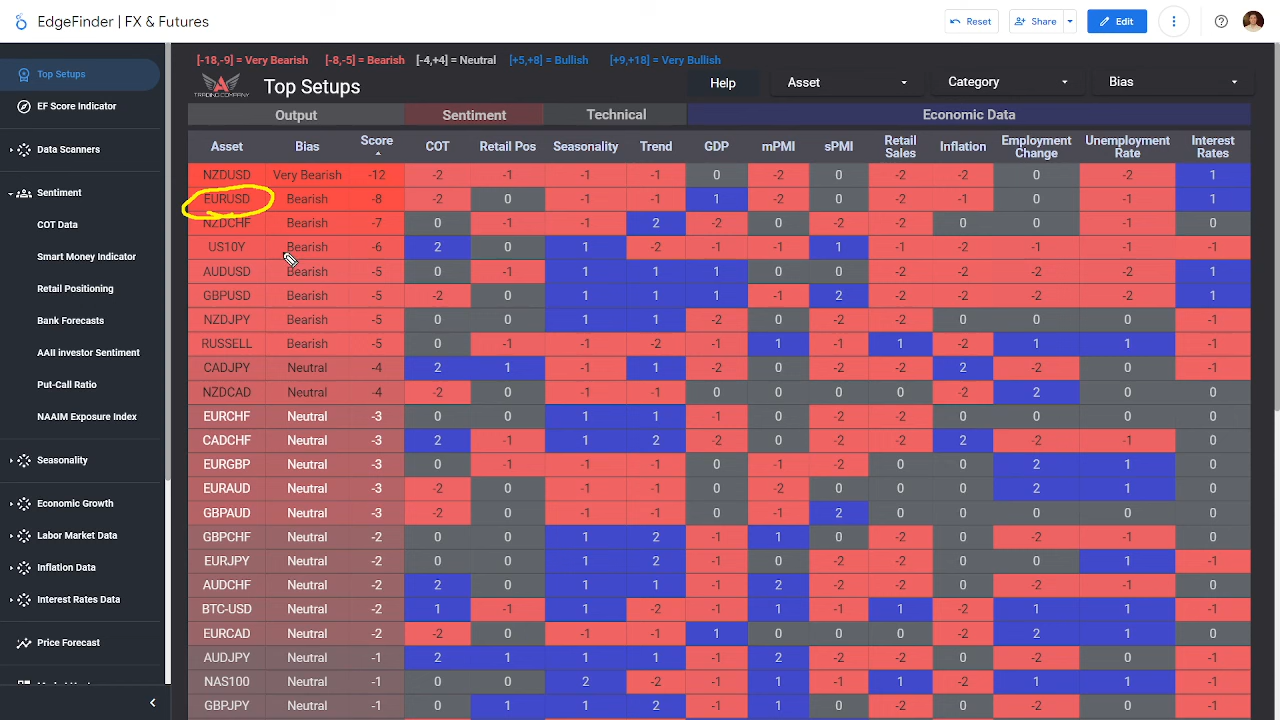 EdgeFinder | FX & Futures
Reset
Share
Edit
Top Setups
EF Score Indicator
Data Scanners
Sentiment
COT Data
Smart Money Indicator
Retail Positioning
Bank Forecasts
AAII investor Sentiment
Put-Call Ratio
NAAIM Exposure Index
Seasonality
Economic Growth
Labor Market Data
Inflation Data
Interest Rates Data
Price Forecast
[-18,-9] = Very Bearish [-8,-5] = Bearish [-4,+4] = Neutral [+5,+8] = Bullish [+9,+18] = Very Bullish
TRADING COMPANY
Top Setups
Help
Asset
Category
Bias
Output Sentiment Technical Economic Data
Asset Bias Score COT Retail Pos Seasonality Trend GDP mPMI sPMI Retail Sales Inflation Employment Change Unemployment Rate Interest Rates
NZDUSD Very Bearish -12 -2 -1 -1 -1 0 -2 0 -2 -2 -2 -2 1
EURUSD Bearish -8 -2 0 -1 -1 1 -2 0 -2 -1 0 -1 1
NZDCHF Bearish -7 0 -1 -1 2 -2 0 -2 -2 0 0 -1 0
US10Y Bearish -6 2 0 1 -2 -1 -1 1 -1 -2 -1 -1 -1
AUDUSD Bearish -5 0 -1 1 1 1 0 0 -2 -2 -2 -2 1
GBPUSD Bearish -5 -2 0 1 1 1 -1 2 -2 -2 -2 -2 1
NZDJPY Bearish -5 0 0 1 1 -2 0 -2 -2 0 0 0 -1
RUSSELL Bearish -5 0 -1 -1 -2 -1 1 -1 1 -2 1 1 -1
CADJPY Neutral -4 2 1 -1 1 -1 0 -2 -2 2 -2 0 -1
NZDCAD Neutral -4 -2 0 -1 -1 0 0 0 0 -2 2 0 0
EURCHF Neutral -3 0 0 1 1 -1 0 -2 -2 0 0 0 0
CADCHF Neutral -3 2 -1 1 2 -2 0 -2 -2 2 -2 -1 0
EURGBP Neutral -3 0 -1 -1 -1 0 -1 -2 0 0 2 1 0
EURAUD Neutral -3 -2 0 -1 -1 0 -2 0 0 0 2 1 0
GBPAUD Neutral -3 -2 0 -1 -1 0 -1 2 0 0 0 0 0
GBPCHF Neutral -2 0 0 1 2 -1 1 0 -2 0 -2 -1 0
EURJPY Neutral -2 0 0 1 2 -1 0 -2 -2 0 0 1 -1
AUDCHF Neutral -2 2 0 1 1 -1 2 -2 -2 0 -2 -1 0
BTC-USD Neutral -2 1 -1 1 -2 -1 1 -1 1 -2 1 1 -1
EURCAD Neutral -2 -2 0 -1 -1 1 0 0 0 -2 2 1 0
AUDJPY Neutral -1 2 1 1 1 -1 2 -2 -2 0 -2 0 -1
NAS100 Neutral -1 0 0 2 -2 -1 1 -1 1 -2 1 1 -1
GBPJPY Neutral -1 0 1 1 2 -1 1 0 -2 0 -2 0 -1